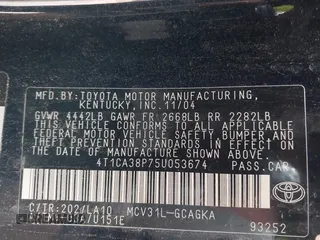 MFD.BY:TOYOTA MOTOR MANUFACTURING,
KENTUCKY,INC.11/04
GVWR 4442LB GAWR FR 2668LB RR 2282LB
THIS VEHICLE CONFORMS TO ALL APPLICABLE
FEDERAL MOTOR VEHICLE SAFETY, BUMPER, AND
THEFT PREVENTION STANDARDS IN EFFECT ON
THE DATE OF MANUFACTURE SHOWN ABOVE.
4T1CA38P75U053674 PASS.CAR
C/TR:202/LA10 MCV31L-GCAGKA
TOYOTA
93252